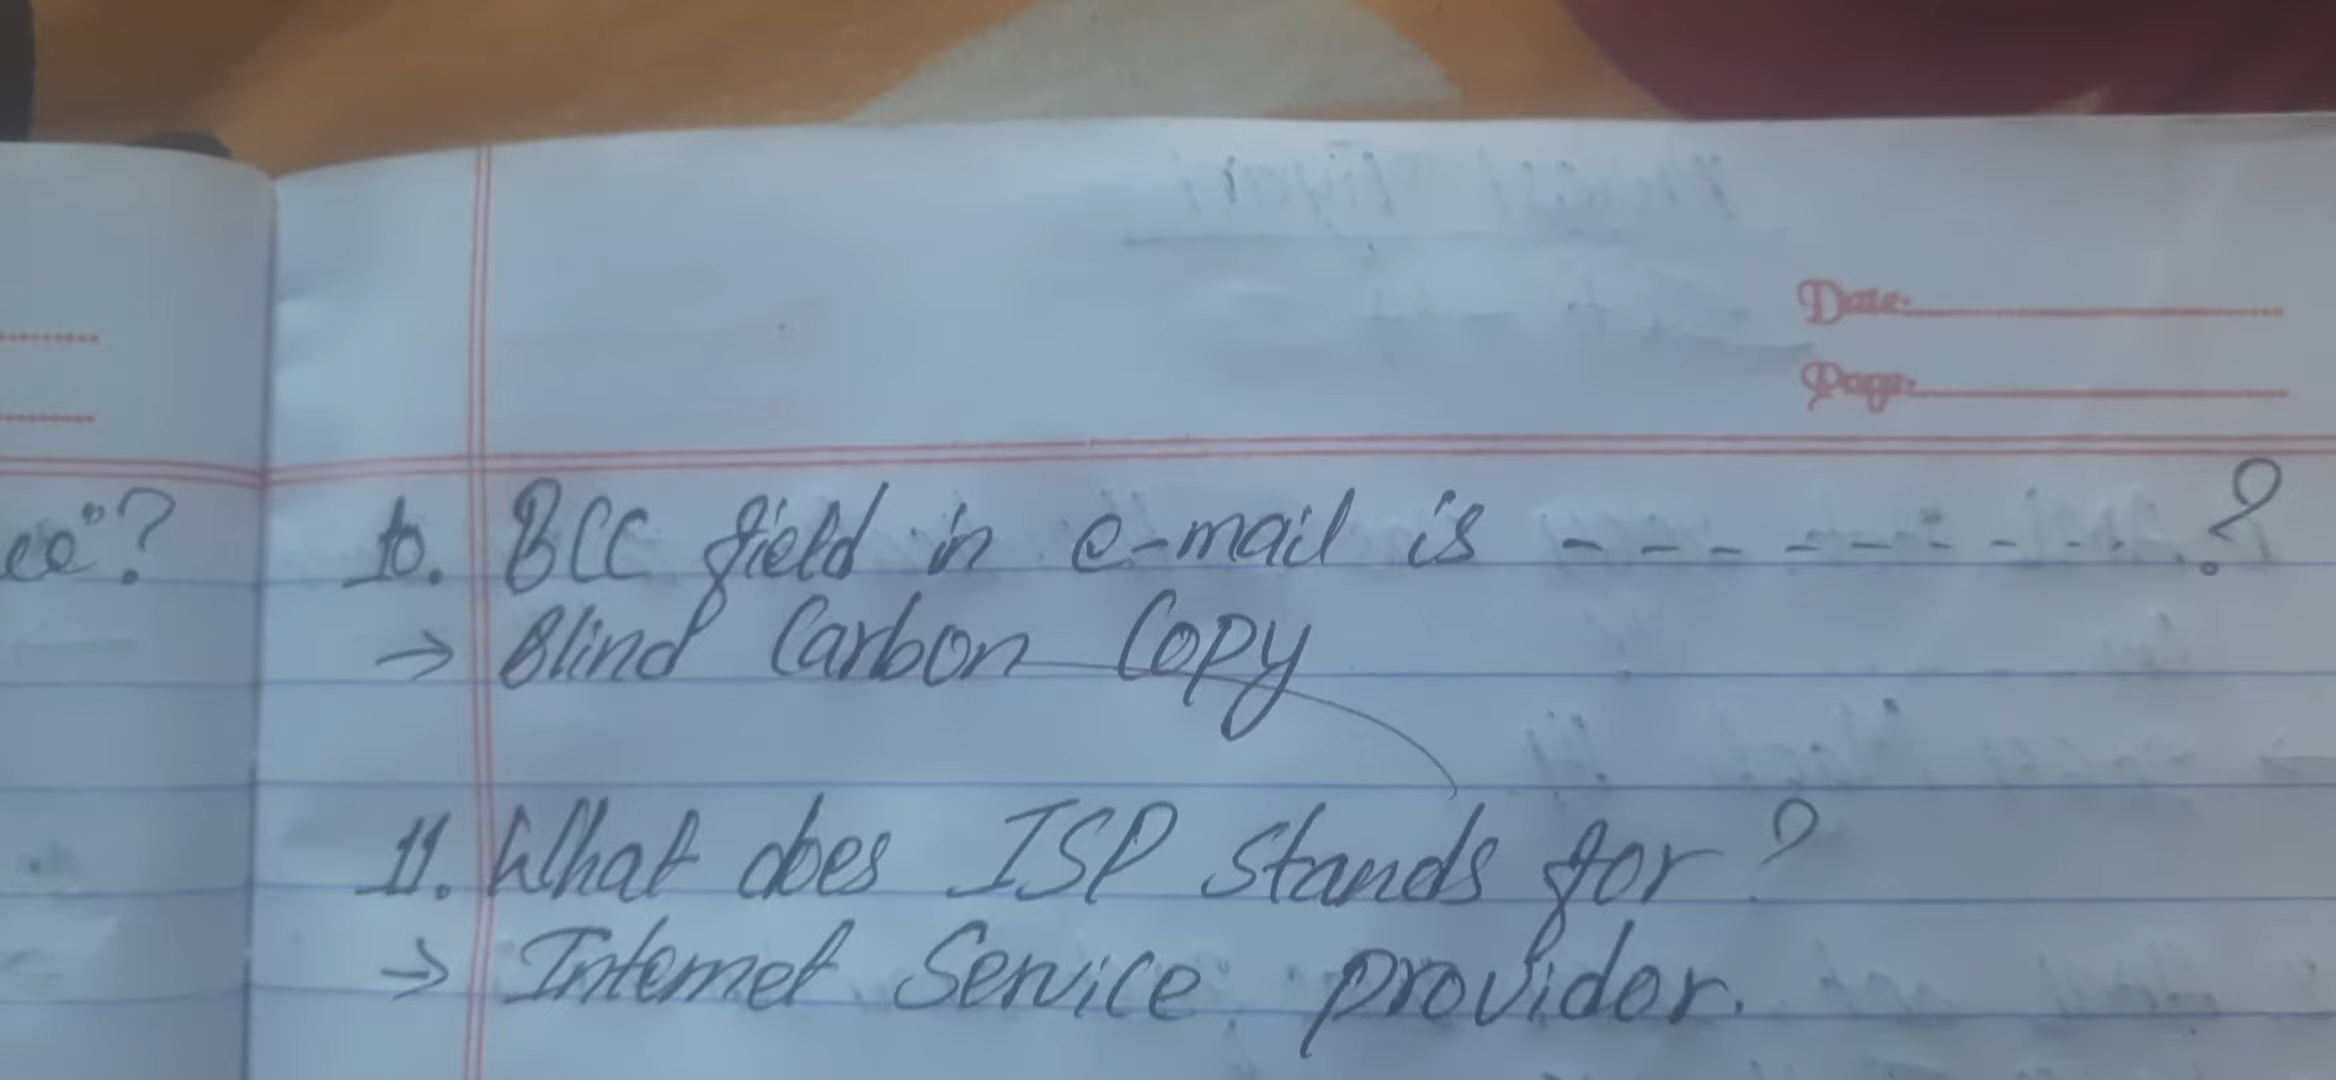 Date:
Page:
ee"?
10. BCC field in e-mail is - - - - - - - - - ?
→ Blind Carbon Copy
11. What does ISP stands for?
→ Internet Service provider.